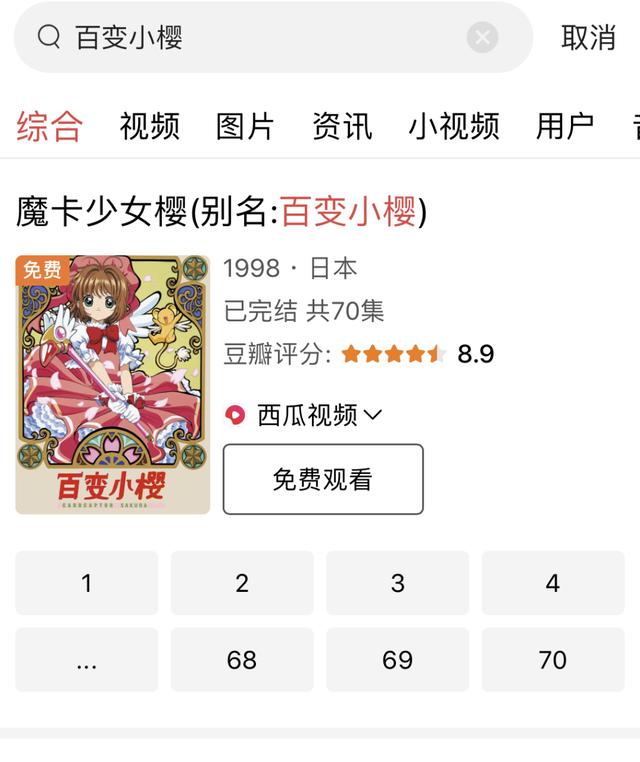 百变小樱 取消
综合 视频 图片 资讯 小视频 用户
魔卡少女樱(别名:百变小樱)
免费
1998 · 日本
已完结 共70集
豆瓣评分: 8.9
西瓜视频
免费观看
百变小樱
CARDCAPTOR SAKURA
1 2 3 4
... 68 69 70